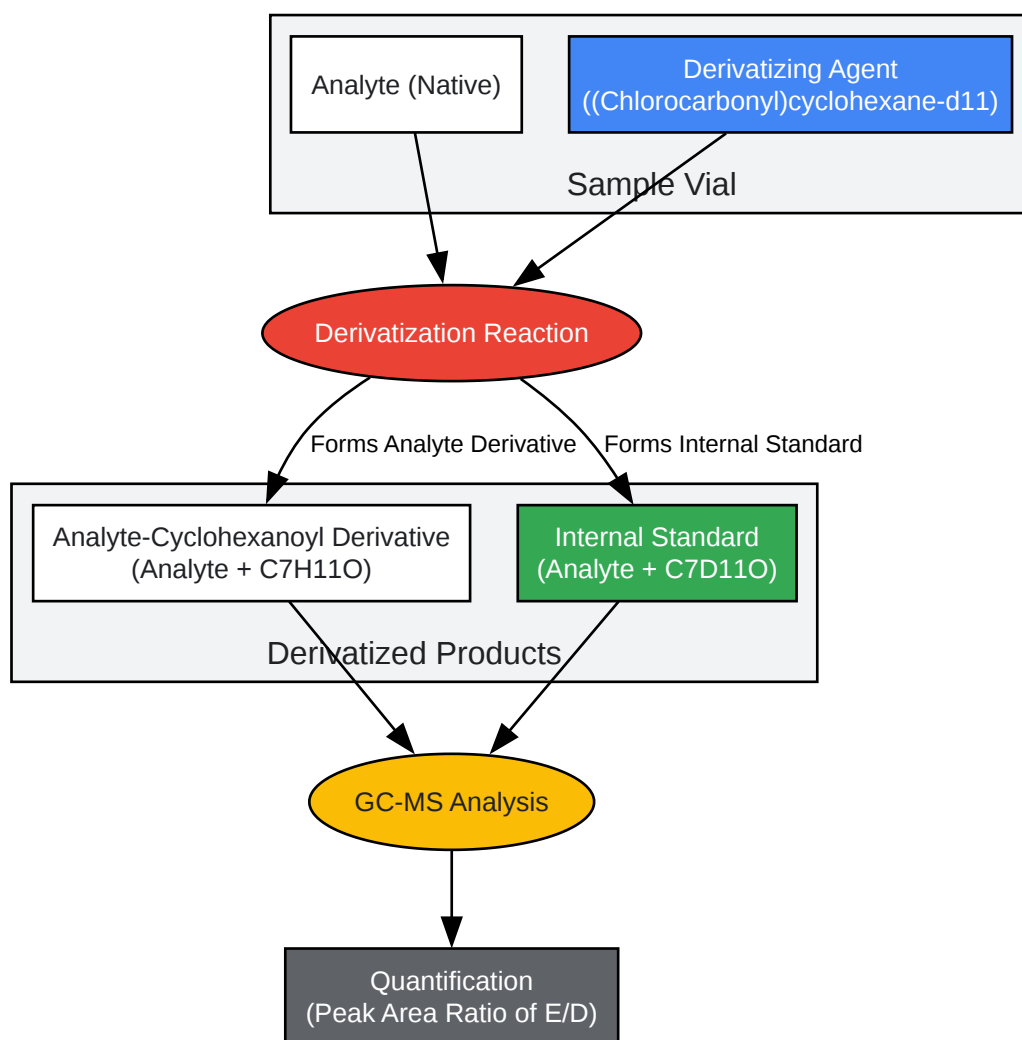 Analyte (Native)
Derivatizing Agent
((Chlorocarbonyl)cyclohexane-d11)
Sample Vial
Derivatization Reaction
Forms Analyte Derivative
Forms Internal Standard
Analyte-Cyclohexanoyl Derivative
(Analyte + C7H11O)
Internal Standard
(Analyte + C7D11O)
Derivatized Products
GC-MS Analysis
Quantification
(Peak Area Ratio of E/D)